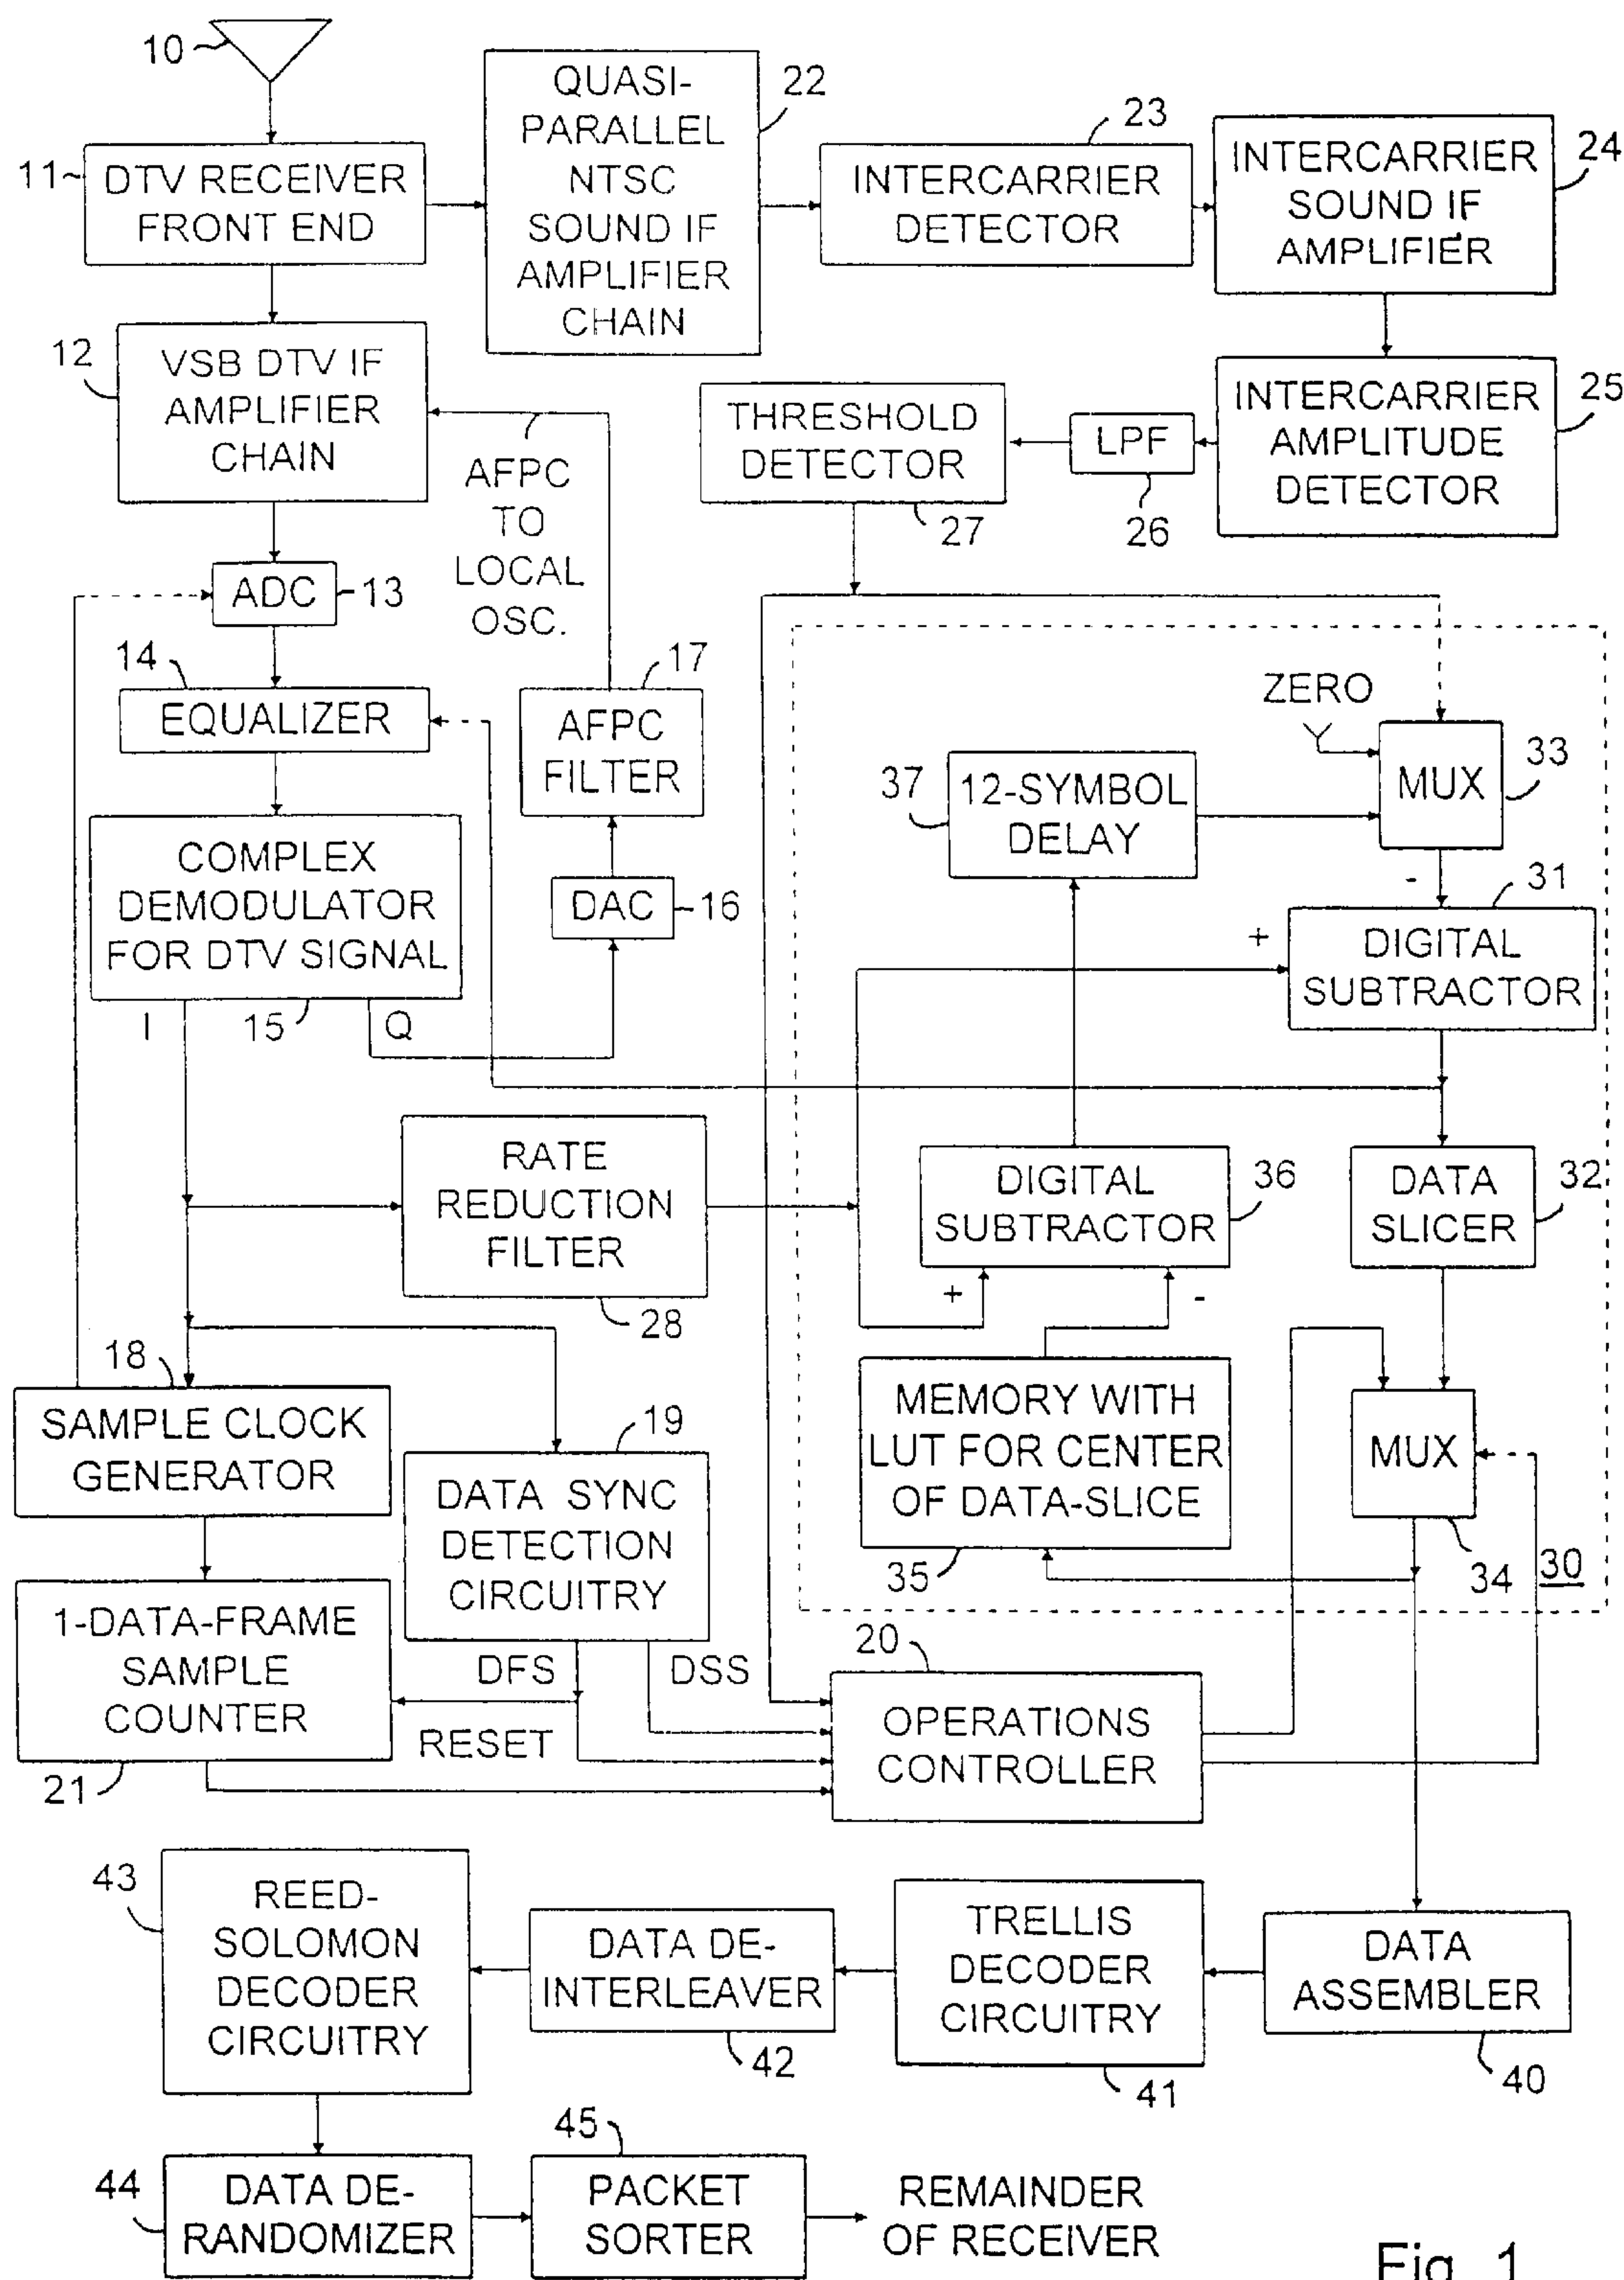 10
11
DTV RECEIVER
FRONT END
QUASI-
PARALLEL
NTSC
SOUND IF
AMPLIFIER
CHAIN
22
INTERCARRIER
DETECTOR
23
INTERCARRIER
SOUND IF
AMPLIFIER
24
12
VSB DTV IF
AMPLIFIER
CHAIN
THRESHOLD
DETECTOR
27
LPF
26
INTERCARRIER
AMPLITUDE
DETECTOR
25
AFPC
TO
LOCAL
OSC.
ADC
13
14
EQUALIZER
17
AFPC
FILTER
ZERO
MUX
33
37
12-SYMBOL
DELAY
COMPLEX
DEMODULATOR
FOR DTV SIGNAL
15
I
Q
DAC
16
-
+
31
DIGITAL
SUBTRACTOR
RATE
REDUCTION
FILTER
28
DIGITAL
SUBTRACTOR
36
+
-
DATA
SLICER
32
18
SAMPLE CLOCK
GENERATOR
19
DATA SYNC
DETECTION
CIRCUITRY
MEMORY WITH
LUT FOR CENTER
OF DATA-SLICE
35
MUX
34
30
1-DATA-FRAME
SAMPLE
COUNTER
21
DFS
DSS
RESET
20
OPERATIONS
CONTROLLER
43
REED-
SOLOMON
DECODER
CIRCUITRY
DATA DE-
INTERLEAVER
42
TRELLIS
DECODER
CIRCUITRY
41
DATA
ASSEMBLER
40
44
DATA DE-
RANDOMIZER
45
PACKET
SORTER
REMAINDER
OF RECEIVER
Fig. 1